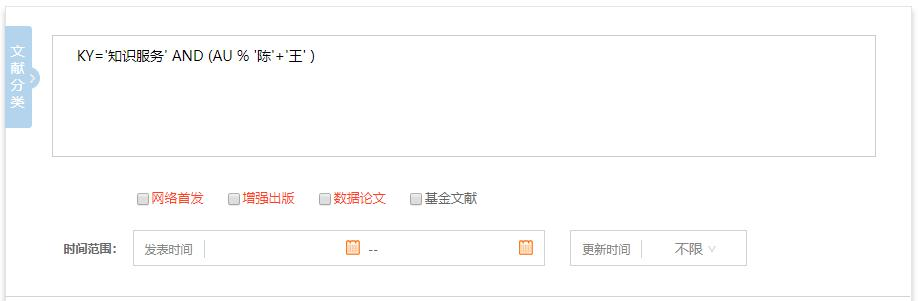 文
献
分
类
KY='知识服务' AND (AU % '陈'+'王' )
网络首发 增强出版 数据论文 基金文献
时间范围： 发表时间 -- 更新时间 不限